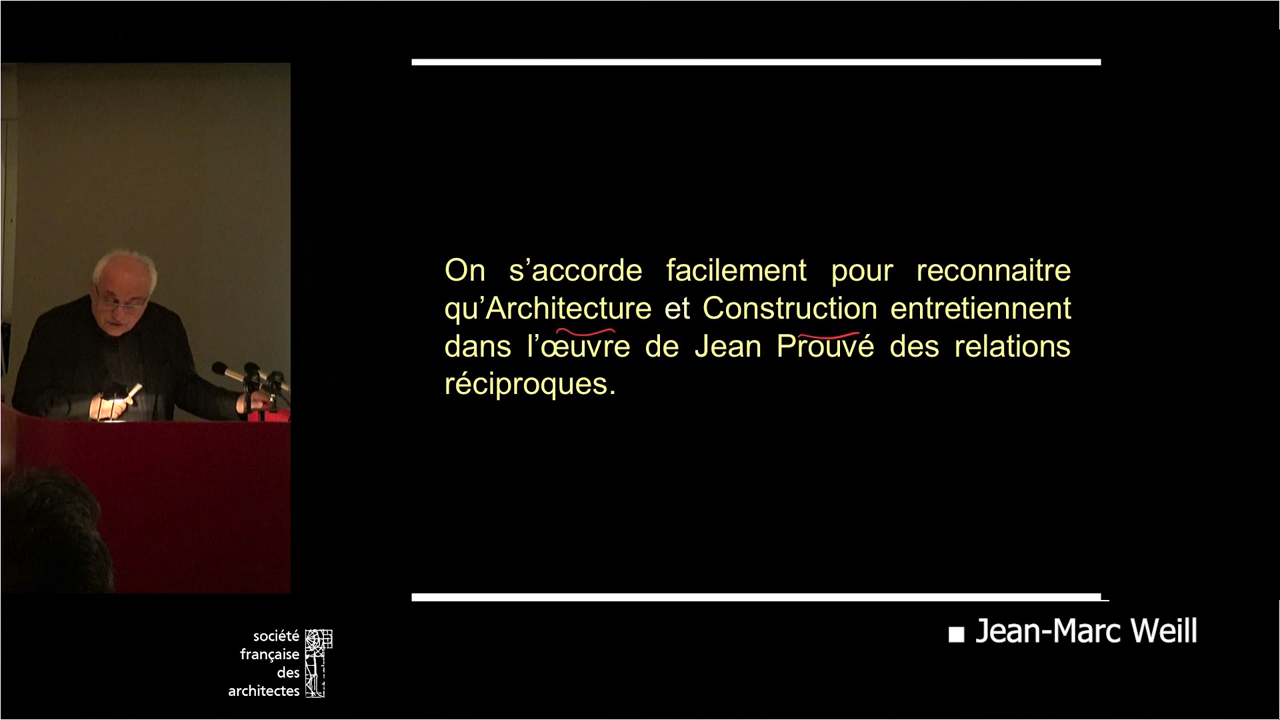 On s’accorde facilement pour reconnaitre
qu’Architecture et Construction entretiennent
dans l’œuvre de Jean Prouvé des relations
réciproques.
Jean-Marc Weill
société
française
des
architectes